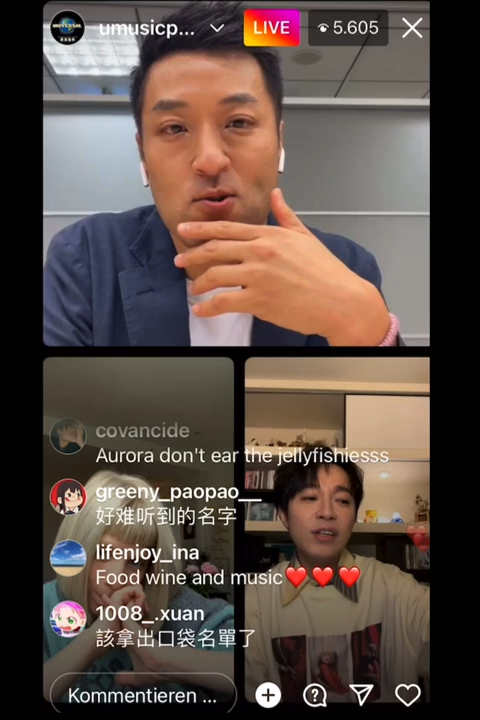 UNIVERSAL
umusicp...
LIVE
5.605
covancide
Aurora don't ear the jellyfishiesss
greeny_paopao__
好难听到的名字
lifenjoy_ina
Food wine and music❤️❤️❤️
1008_.xuan
該拿出口袋名單了
Kommentieren ...